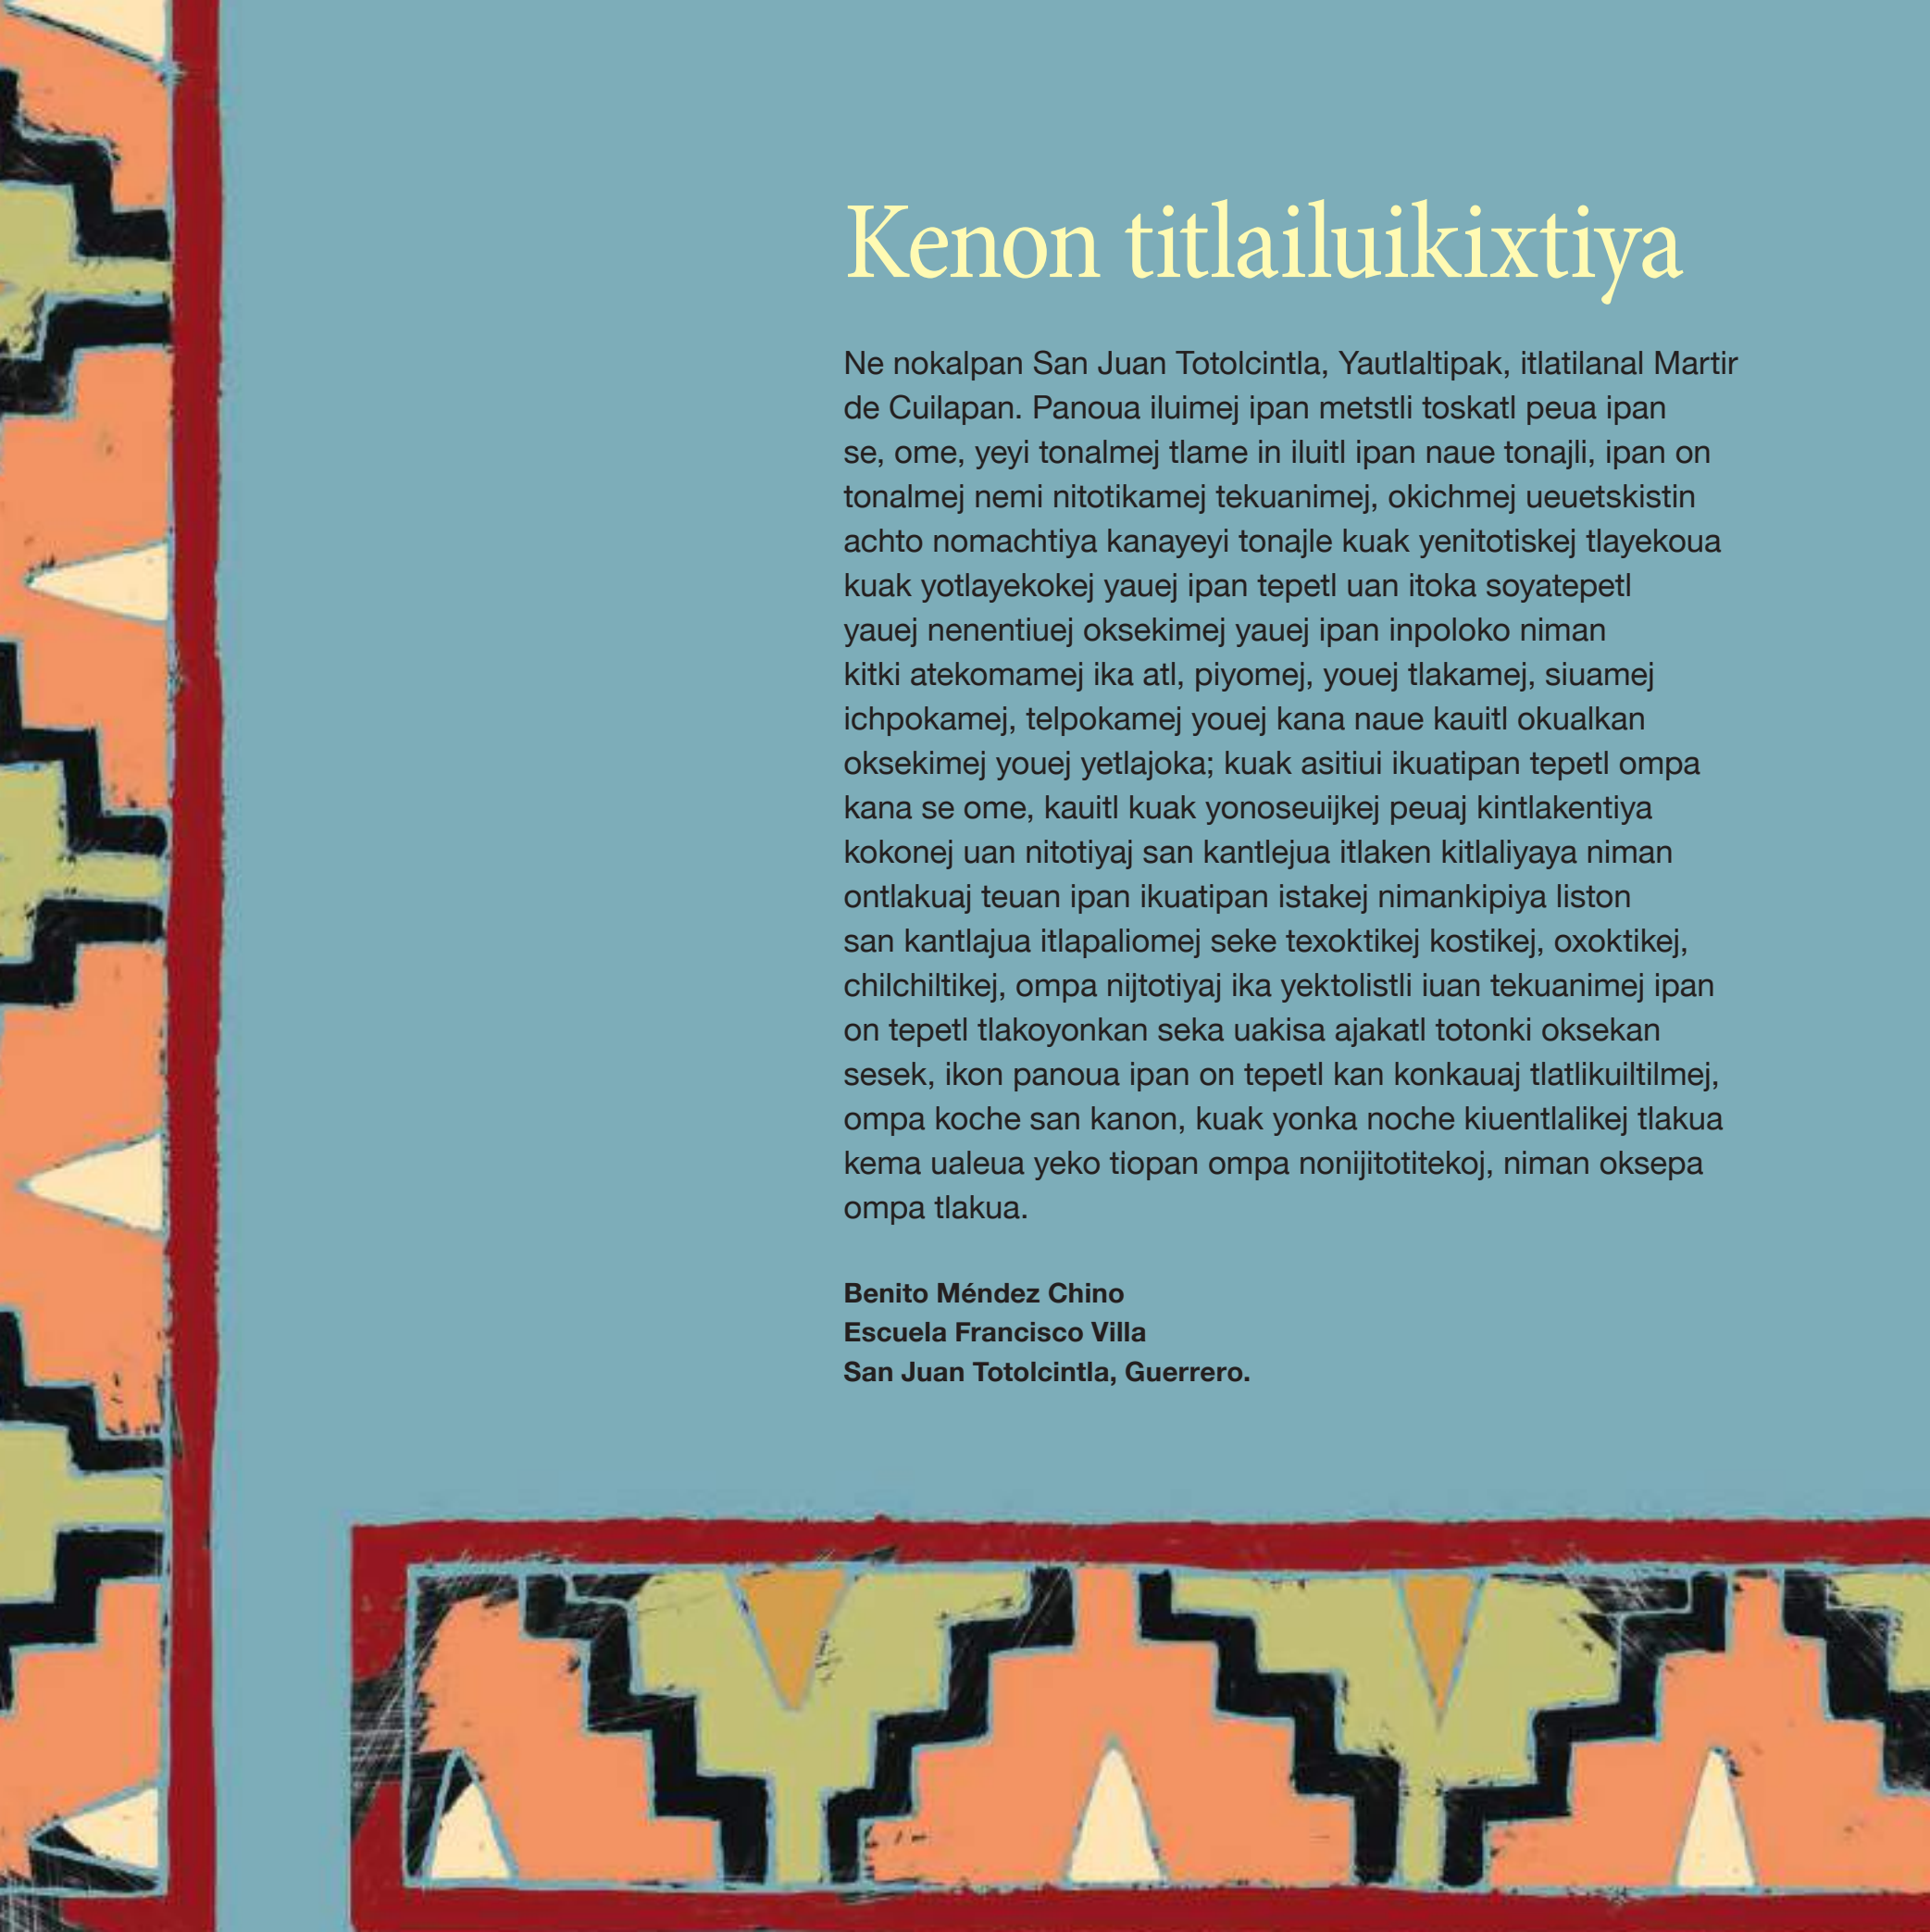 Kenon titlailuikixtiya
Ne nokalpan San Juan Totolcintla, Yautlaltipak, itlatilanal Martir
de Cuilapan. Panoua iluimej ipan metstli toskatl peua ipan
se, ome, yeyi tonalmej tlame in iluitl ipan naue tonajli, ipan on
tonalmej nemi nitotikamej tekuanimej, okichmej ueuetskistin
achto nomachtiya kanayeyi tonajle kuak yenitotiskej tlayekoua
kuak yotlayekokej yauej ipan tepetl uan itoka soyatepetl
yauej nenentiuej oksekimej yauej ipan inpoloko niman
kitki atekomamej ika atl, piyomej, youej tlakamej, siuamej
ichpokamej, telpokamej youej kana naue kauitl okualkan
oksekimej youej yetlajoka; kuak asitiui ikuatipan tepetl ompa
kana se ome, kauitl kuak yonoseuijkej peuaj kintlakentiya
kokonej uan nitotiyaj san kantlejua itlaken kitlaliyaya niman
ontlakuaj teuan ipan ikuatipan istakej nimankipiya liston
san kantlajua itlapaliomej seke texoktikej kostikej, oxoktikej,
chilchiltikej, ompa nijtotiyaj ika yektolistli iuan tekuanimej ipan
on tepetl tlakoyonkan seka uakisa ajakatl totonki oksekan
sesek, ikon panoua ipan on tepetl kan konkauaj tlatlikuiltilmej,
ompa koche san kanon, kuak yonka noche kiuentlalikej tlakua
kema ualeua yeko tiopan ompa nonijitotitekoj, niman oksepa
ompa tlakua.
Benito Méndez Chino
Escuela Francisco Villa
San Juan Totolcintla, Guerrero.